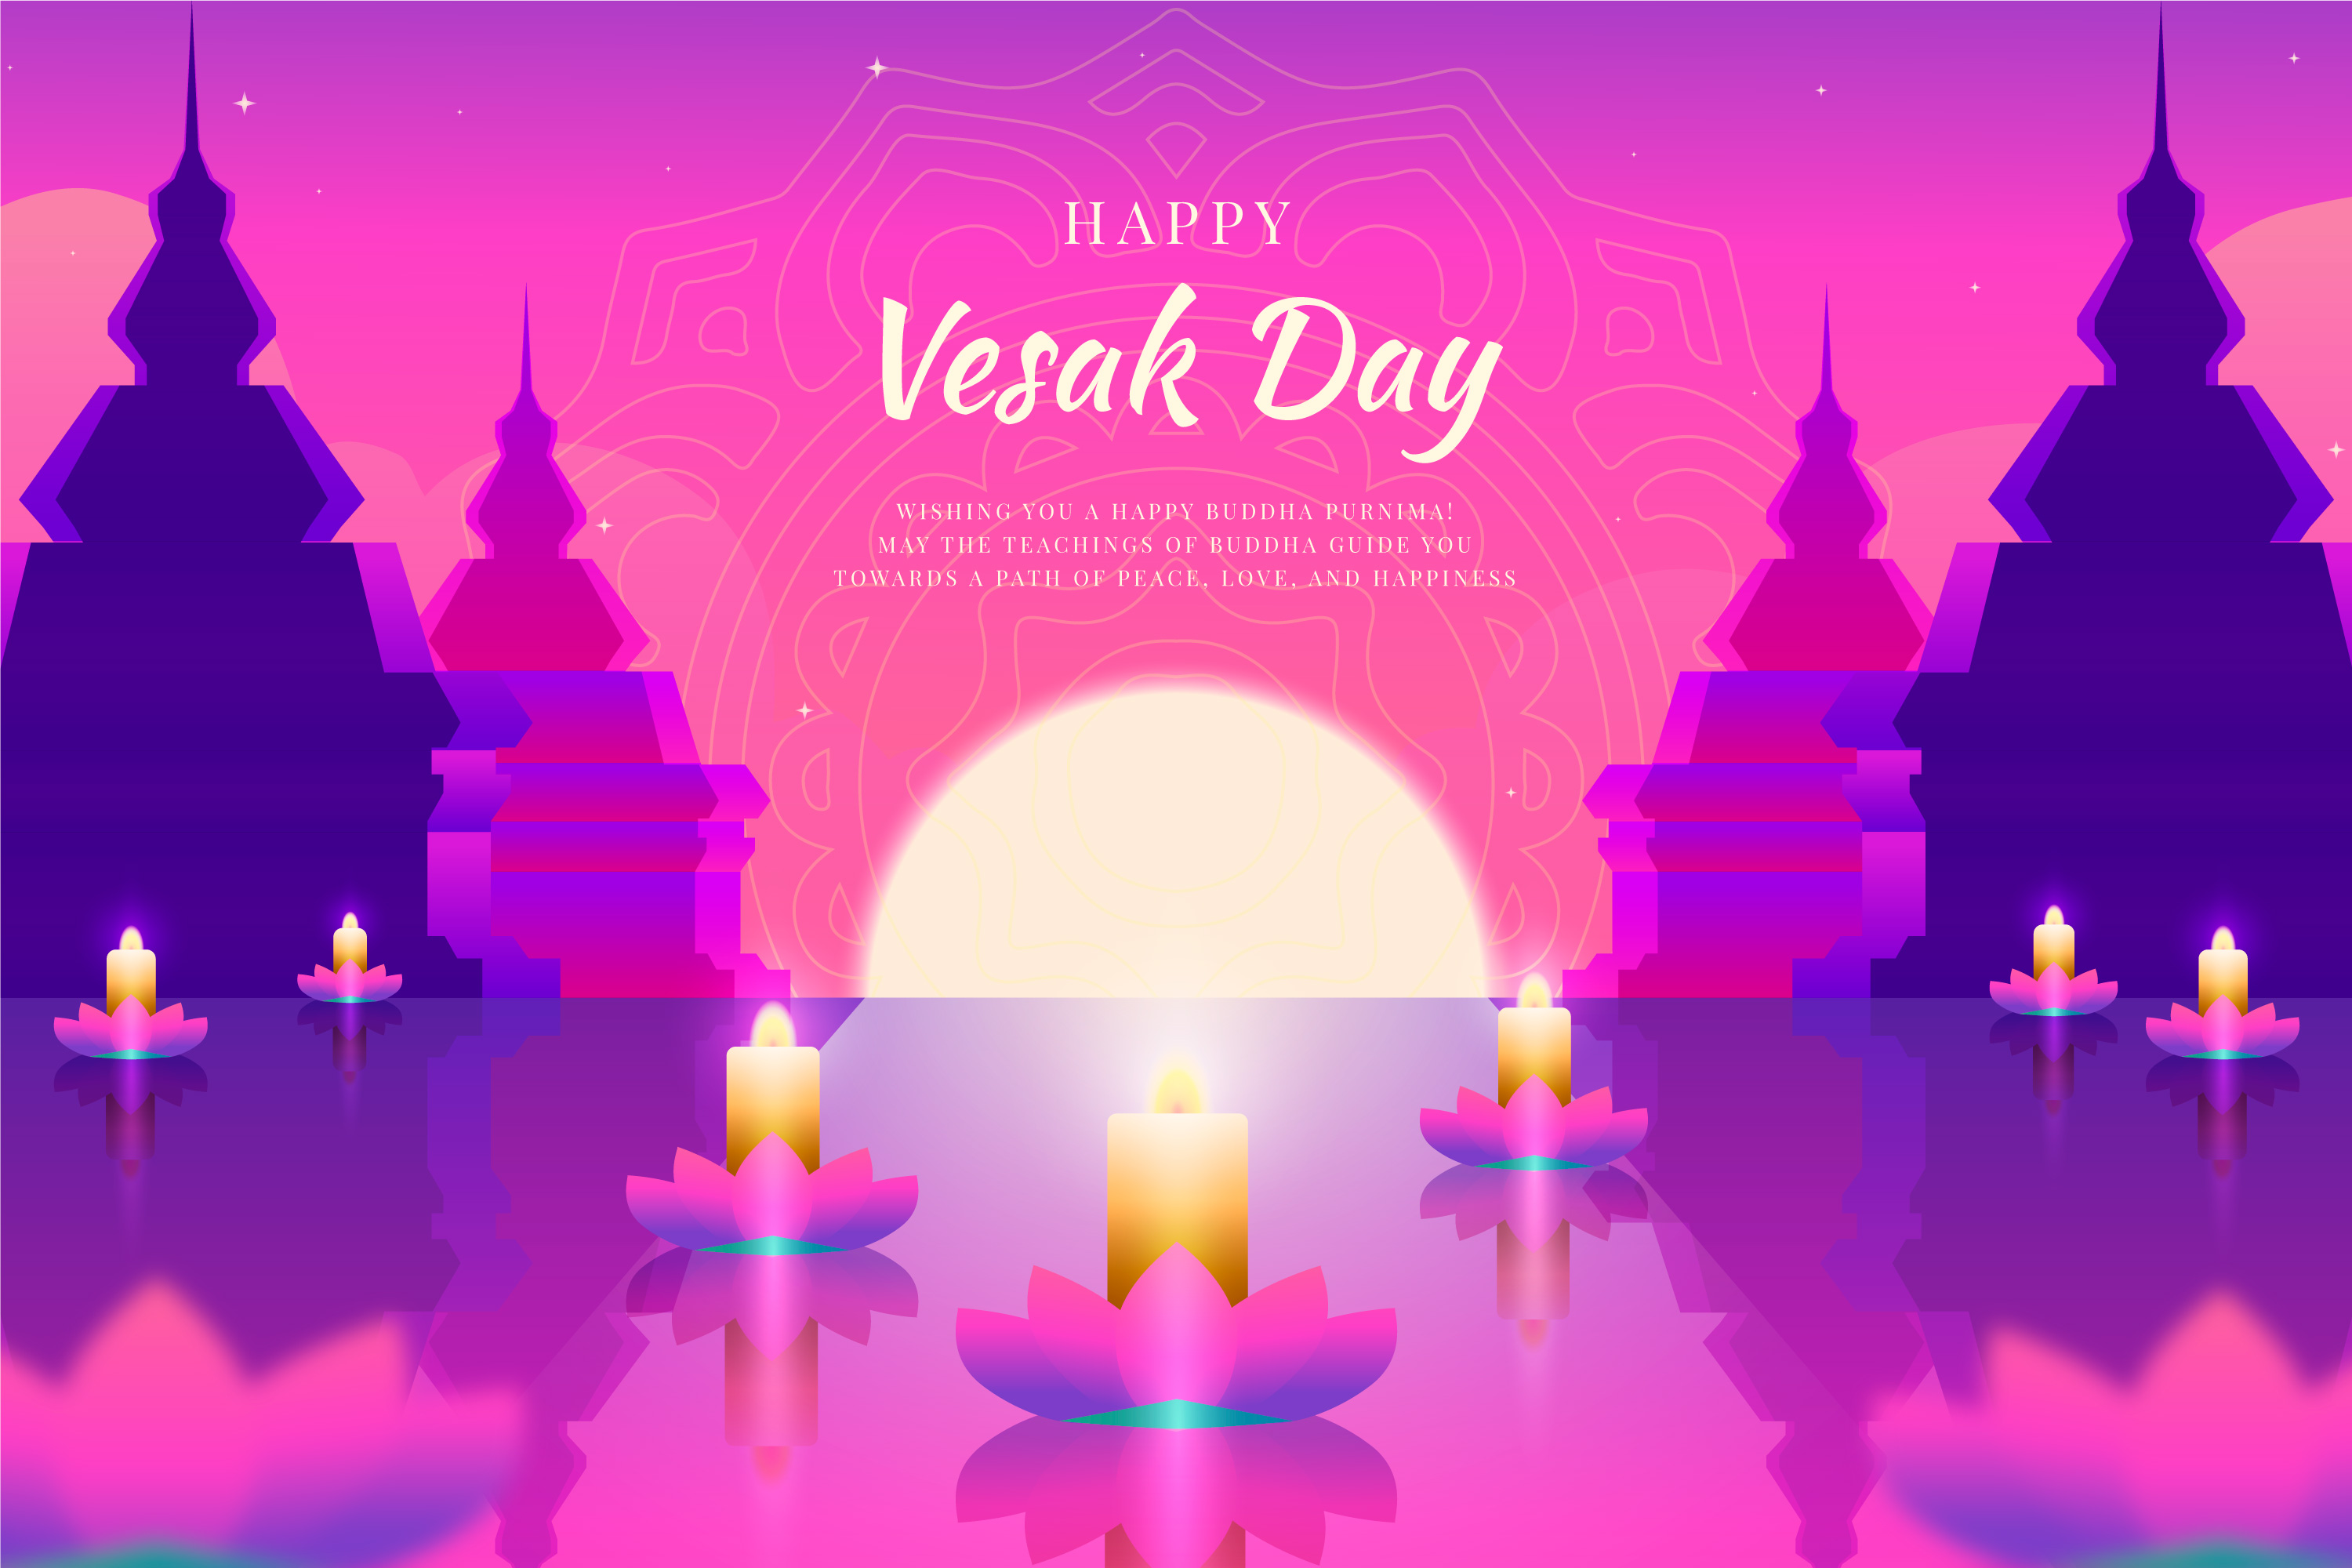 HAPPY
Vesak Day
WISHING YOU A HAPPY BUDDHA PURNIMA!
MAY THE TEACHINGS OF BUDDHA GUIDE YOU
TOWARDS A PATH OF PEACE, LOVE, AND HAPPINESS